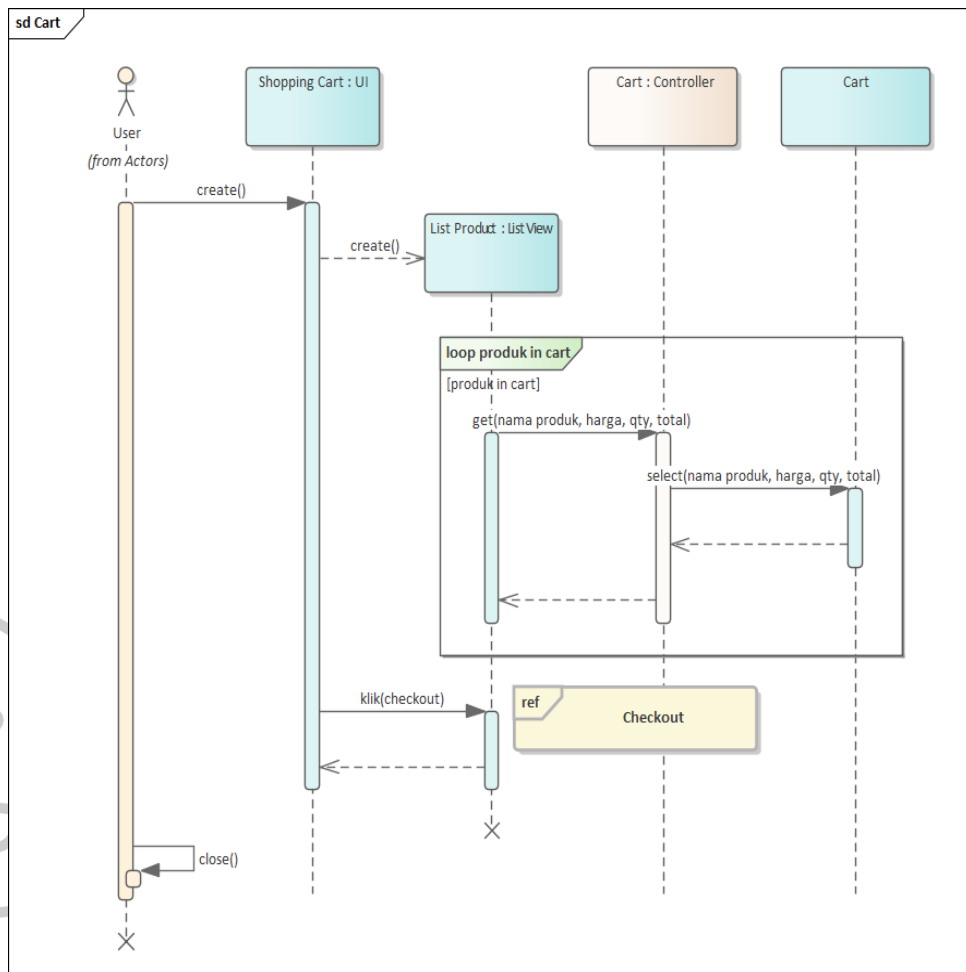 sd Cart
Shopping Cart : UI
Cart : Controller
Cart
User
(from Actors)
create()
List Product : List View
create()
loop produk in cart
[produk in cart]
get(nama produk, harga, qty, total)
select(nama produk, harga, qty, total)
klik(checkout)
ref
Checkout
close()